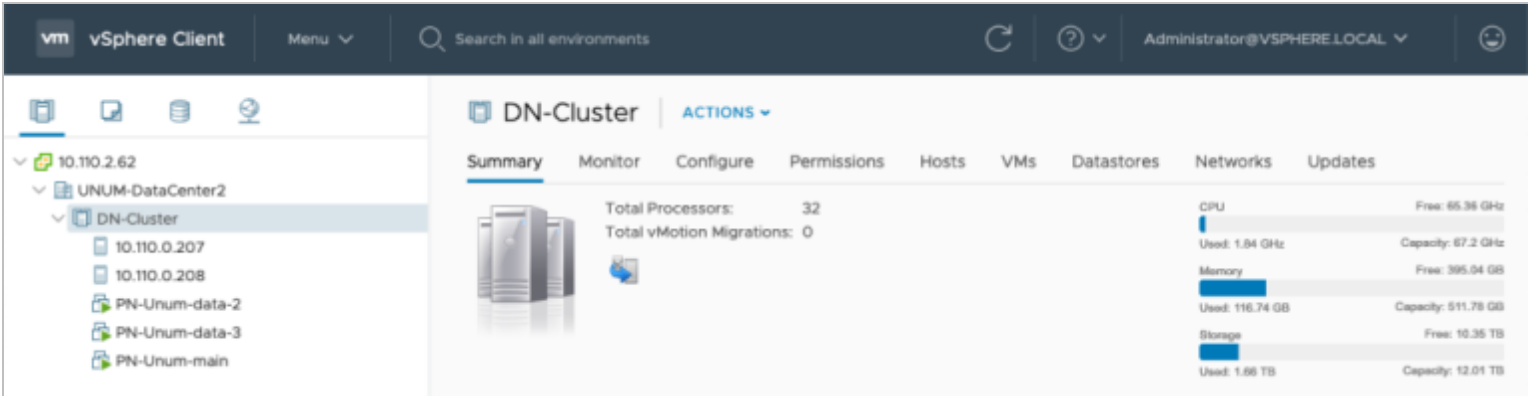 vm vSphere Client Menu Search in all environments Administrator@VSPHERE.LOCAL
DN-Cluster ACTIONS
Summary Monitor Configure Permissions Hosts VMs Datastores Networks Updates
10.110.2.62
UNUM-DataCenter2
DN-Cluster
10.110.0.207
10.110.0.208
PN-Unum-data-2
PN-Unum-data-3
PN-Unum-main
Total Processors: 32
Total vMotion Migrations: 0
CPU Free: 65.36 GHz
Used: 1.84 GHz Capacity: 67.2 GHz
Memory Free: 395.04 GB
Used: 116.74 GB Capacity: 511.78 GB
Storage Free: 10.35 TB
Used: 1.66 TB Capacity: 12.01 TB